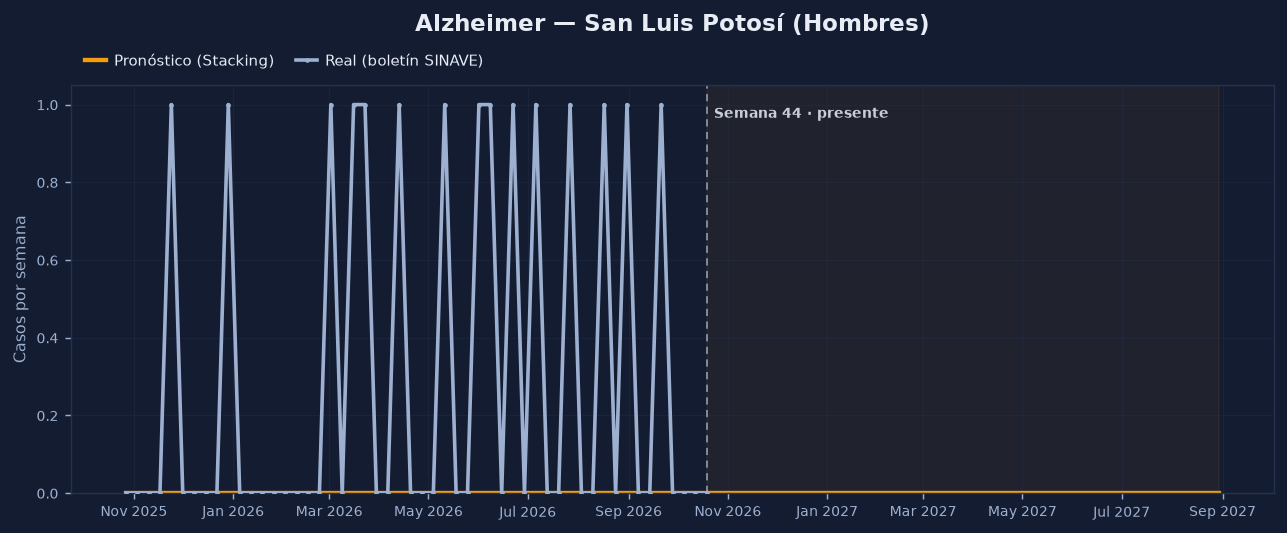 Alzheimer — San Luis Potosí (Hombres)
Pronóstico (Stacking) Real (boletín SINAVE)
Semana 44 · presente
Casos por semana
1.0
0.8
0.6
0.4
0.2
0.0
Nov 2025 Jan 2026 Mar 2026 May 2026 Jul 2026 Sep 2026 Nov 2026 Jan 2027 Mar 2027 May 2027 Jul 2027 Sep 2027